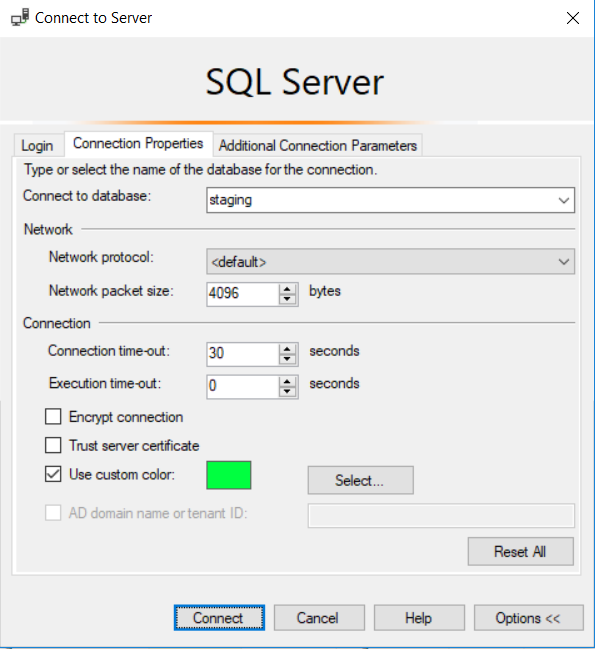 Connect to Server
SQL Server
Login Connection Properties Additional Connection Parameters
Type or select the name of the database for the connection.
Connect to database: staging
Network
Network protocol: <default>
Network packet size: 4096 bytes
Connection
Connection time-out: 30 seconds
Execution time-out: 0 seconds
Encrypt connection
Trust server certificate
Use custom color: Select...
AD domain name or tenant ID:
Reset All
Connect Cancel Help Options <<